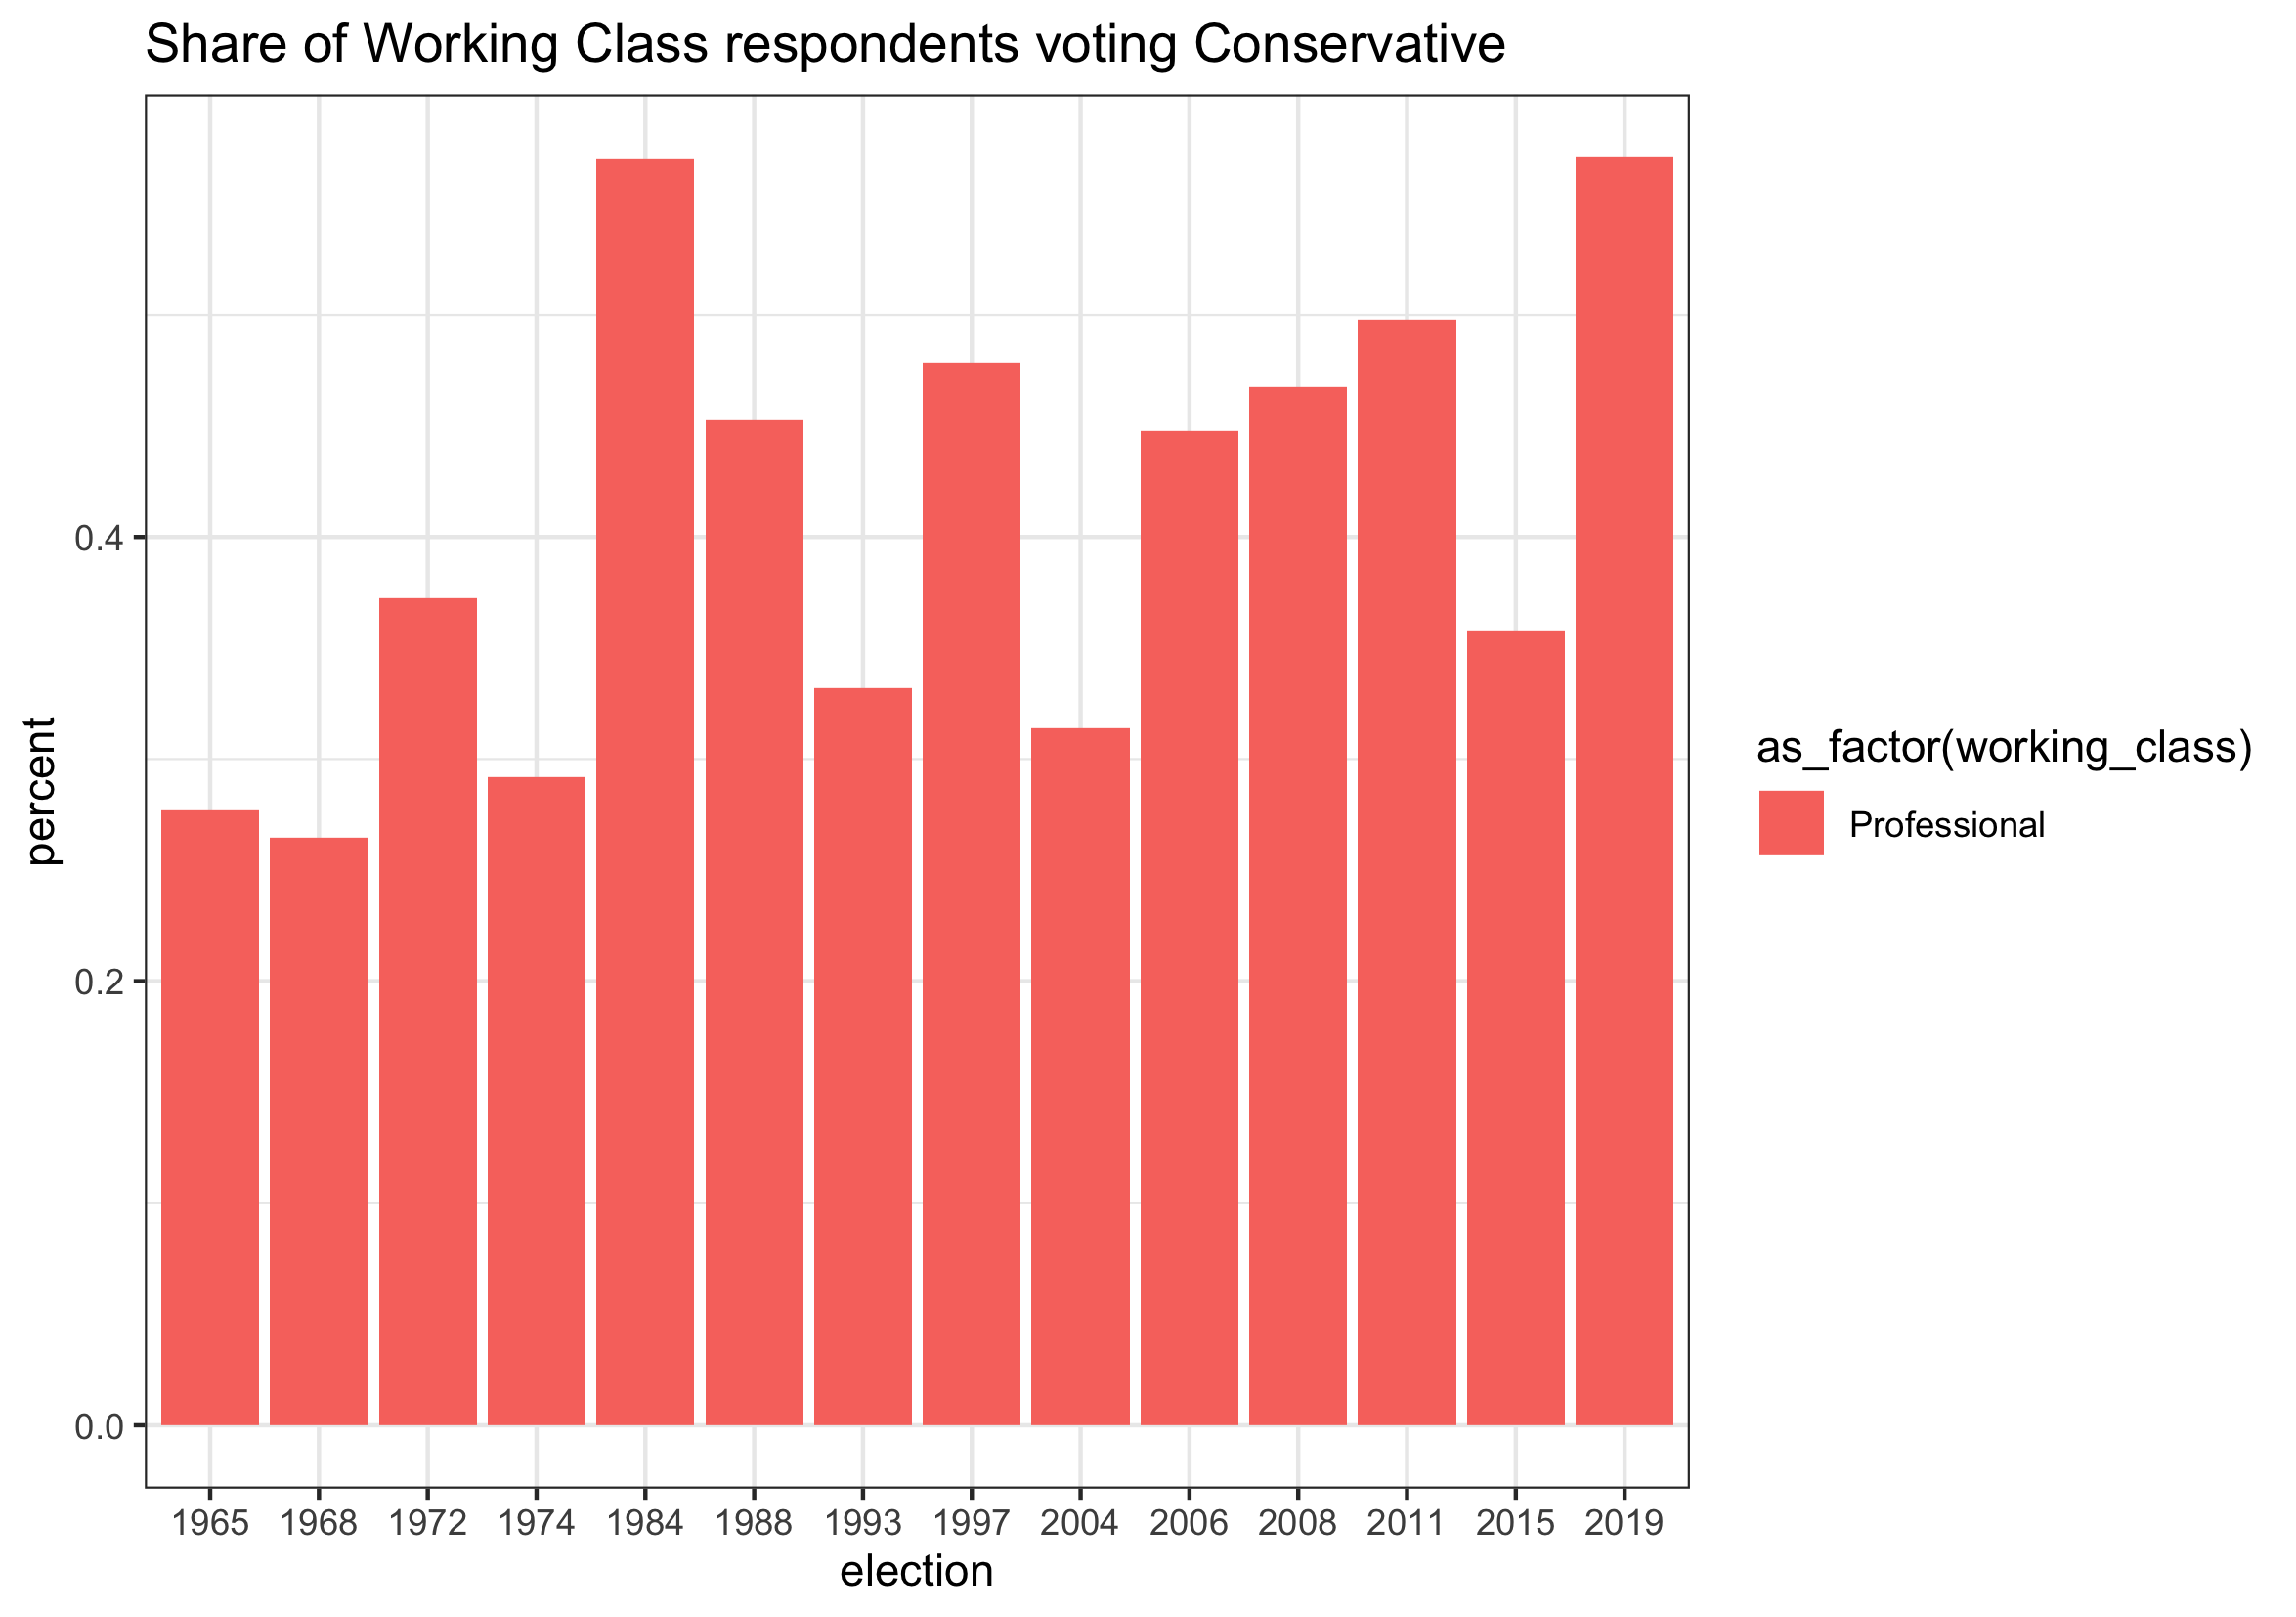 Share of Working Class respondents voting Conservative
percent
0.4
0.2
0.0
1965 1968 1972 1974 1984 1988 1993 1997 2004 2006 2008 2011 2015 2019
election
as_factor(working_class)
Professional